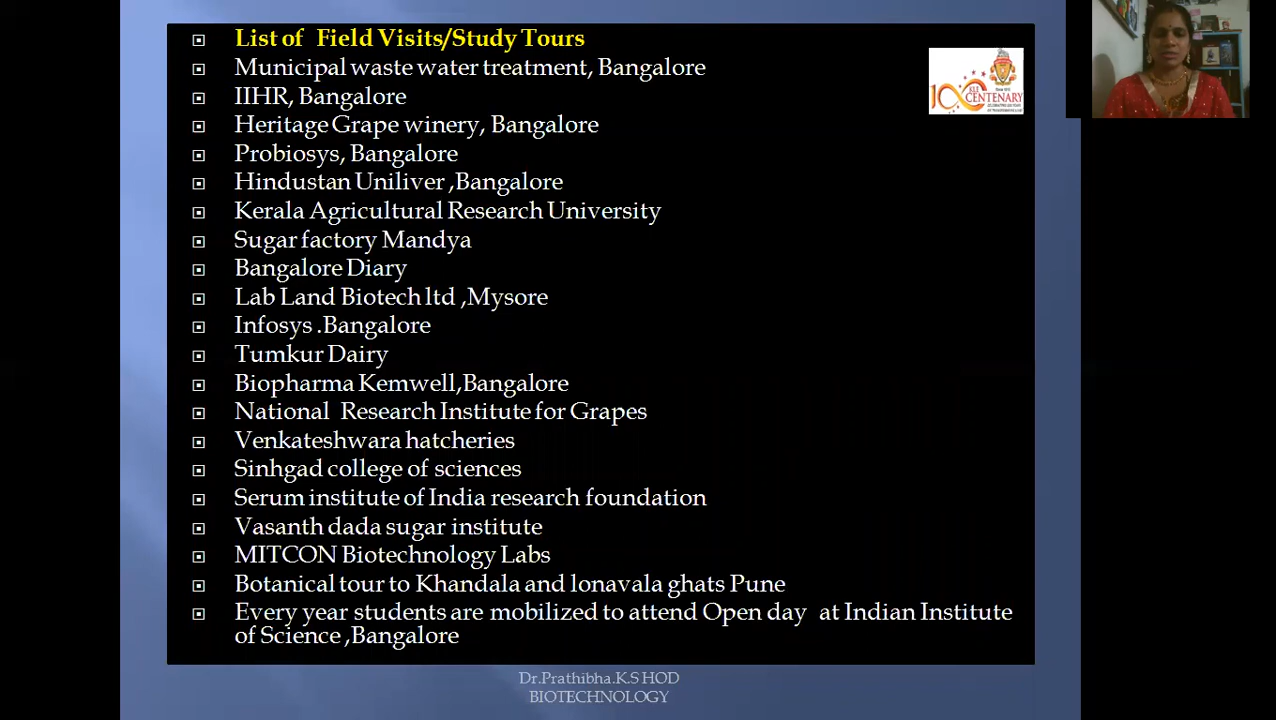 List of Field Visits/Study Tours
Municipal waste water treatment, Bangalore
IIHR, Bangalore
Heritage Grape winery, Bangalore
Probiosys, Bangalore
Hindustan Uniliver ,Bangalore
Kerala Agricultural Research University
Sugar factory Mandya
Bangalore Diary
Lab Land Biotech ltd ,Mysore
Infosys .Bangalore
Tumkur Dairy
Biopharma Kemwell,Bangalore
National Research Institute for Grapes
Venkateshwara hatcheries
Sinhgad college of sciences
Serum institute of India research foundation
Vasanth dada sugar institute
MITCON Biotechnology Labs
Botanical tour to Khandala and lonavala ghats Pune
Every year students are mobilized to attend Open day at Indian Institute
of Science ,Bangalore
KLE
CENTENARY
Dr.Prathibha.K.S HOD
BIOTECHNOLOGY